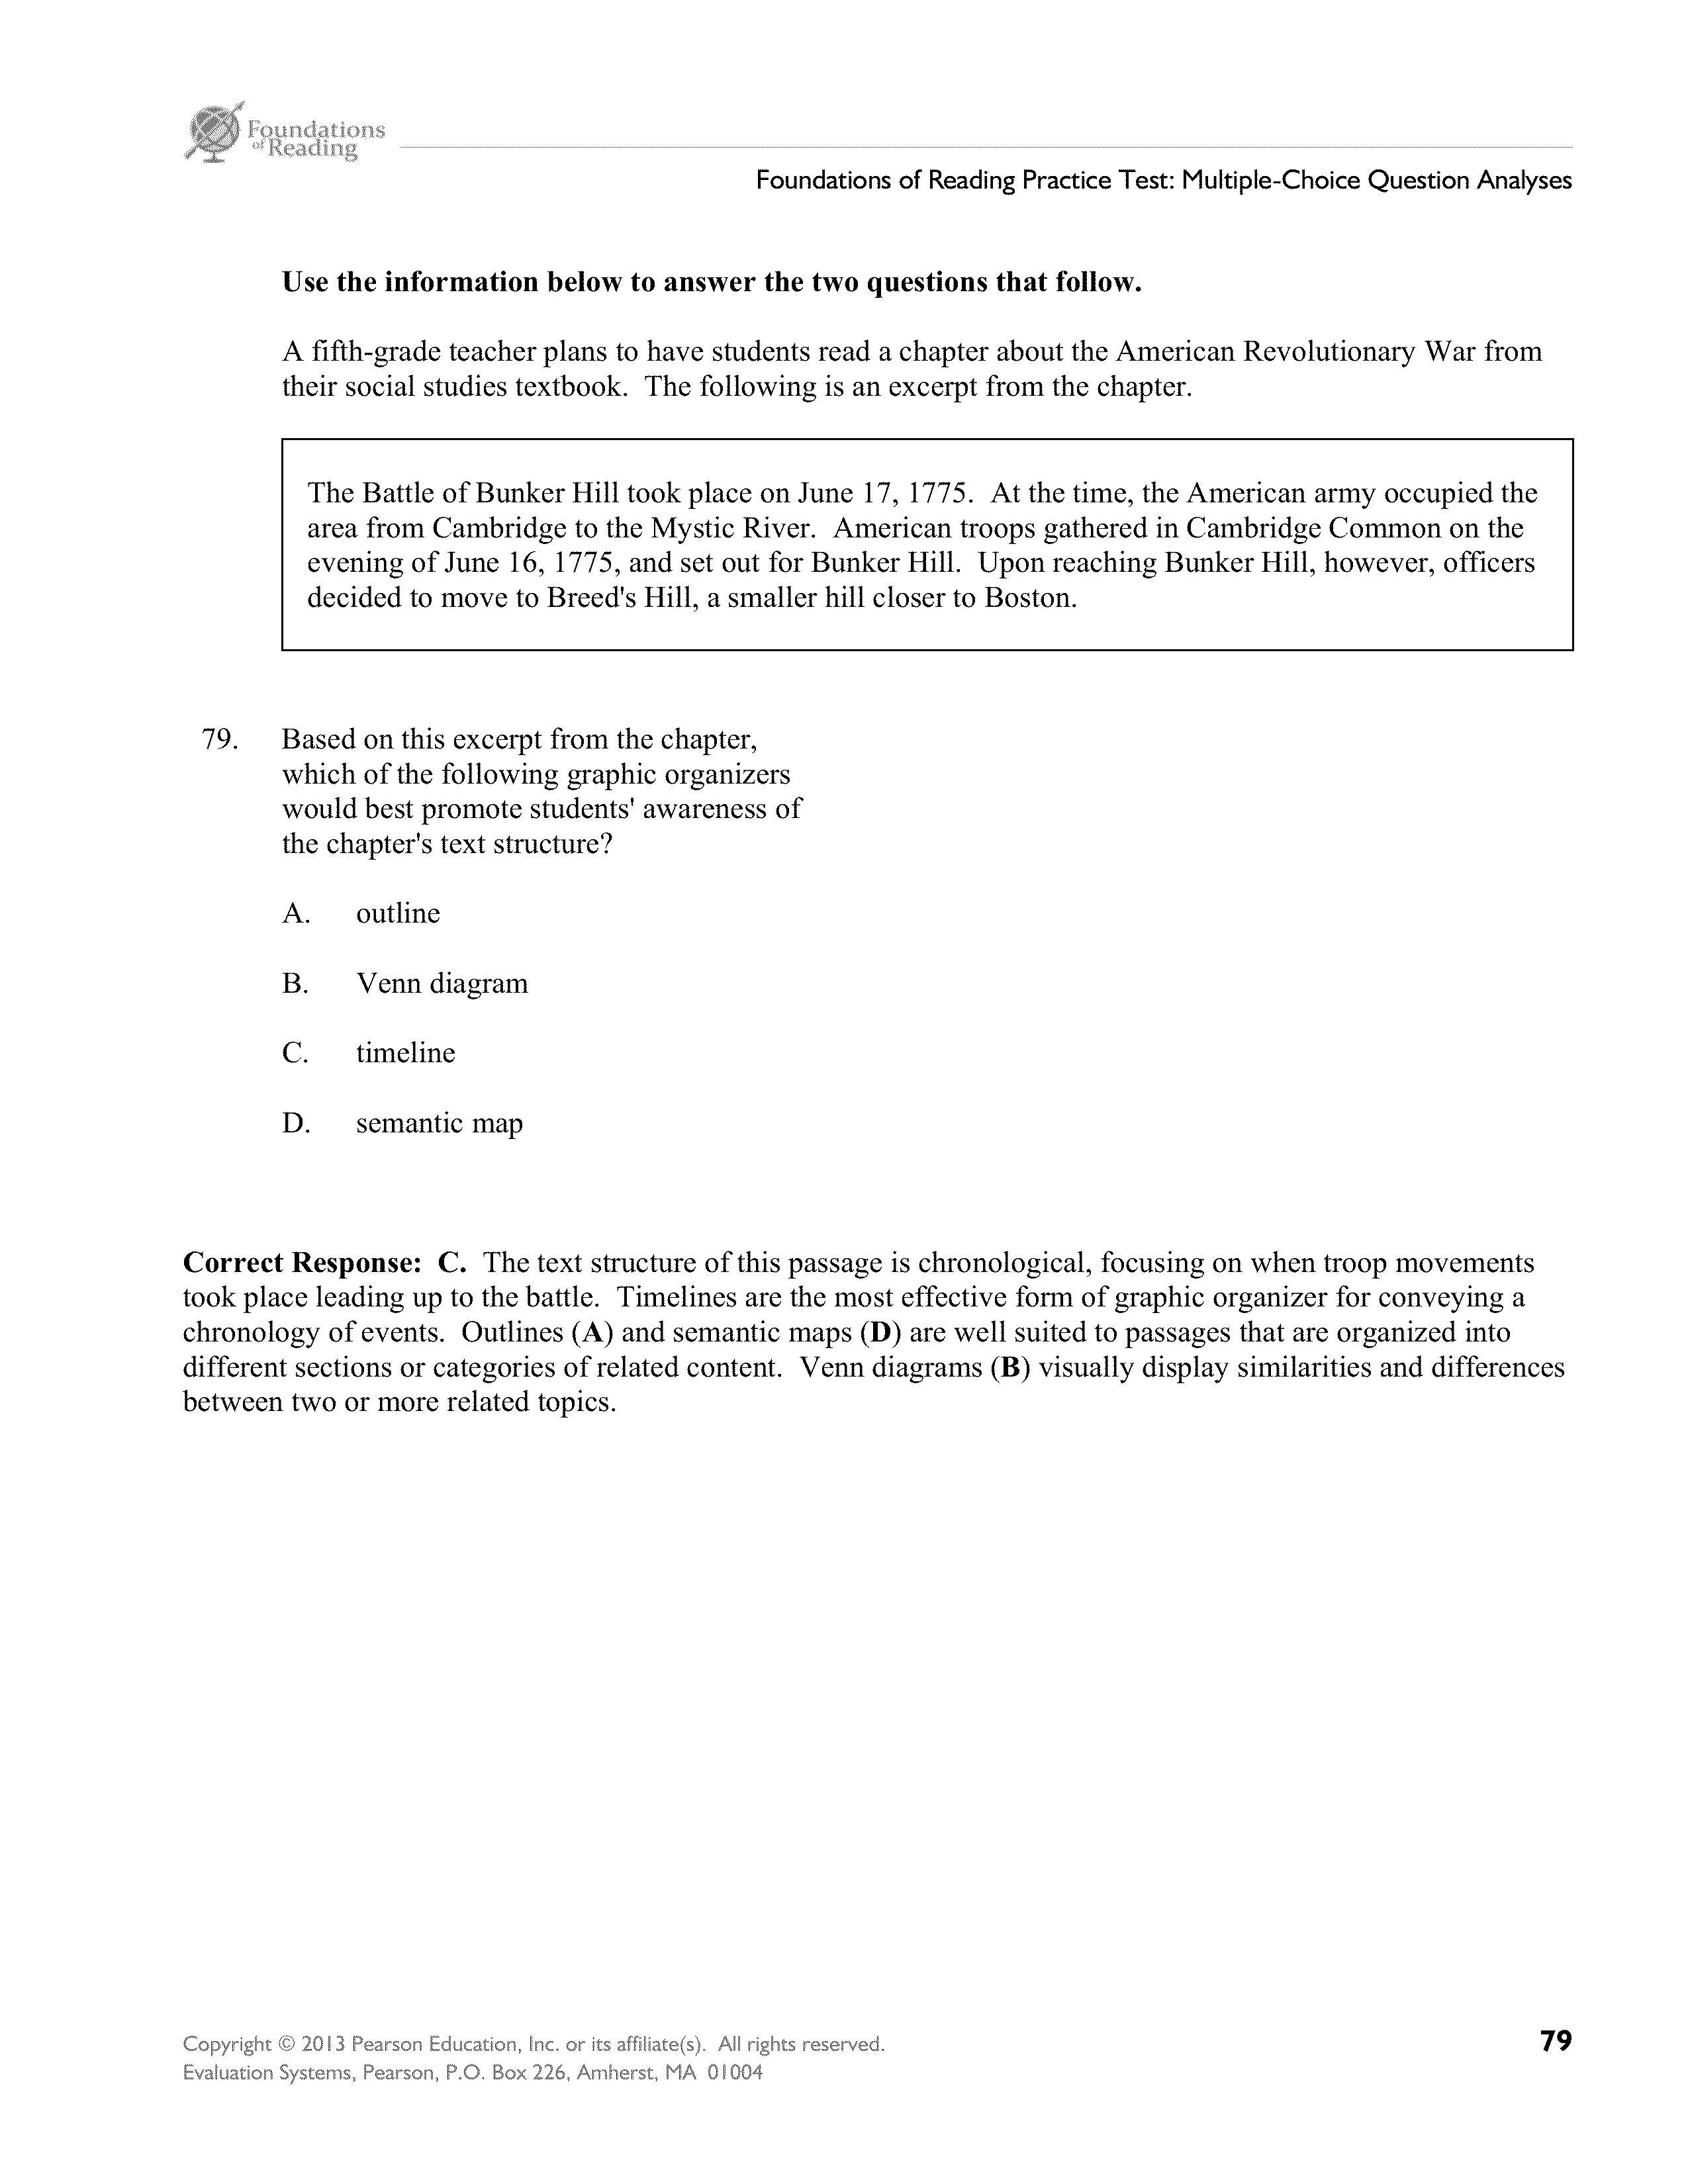 Foundations
of Reading
Foundations of Reading Practice Test: Multiple-Choice Question Analyses
Use the information below to answer the two questions that follow.
A fifth-grade teacher plans to have students read a chapter about the American Revolutionary War from
their social studies textbook.  The following is an excerpt from the chapter.
The Battle of Bunker Hill took place on June 17, 1775.  At the time, the American army occupied the
area from Cambridge to the Mystic River.  American troops gathered in Cambridge Common on the
evening of June 16, 1775, and set out for Bunker Hill.  Upon reaching Bunker Hill, however, officers
decided to move to Breed's Hill, a smaller hill closer to Boston.
79. Based on this excerpt from the chapter,
which of the following graphic organizers
would best promote students' awareness of
the chapter's text structure?
A. outline
B. Venn diagram
C. timeline
D. semantic map
Correct Response:  C.  The text structure of this passage is chronological, focusing on when troop movements
took place leading up to the battle.  Timelines are the most effective form of graphic organizer for conveying a
chronology of events.  Outlines (A) and semantic maps (D) are well suited to passages that are organized into
different sections or categories of related content.  Venn diagrams (B) visually display similarities and differences
between two or more related topics.
Copyright © 2013 Pearson Education, Inc. or its affiliate(s).  All rights reserved.
Evaluation Systems, Pearson, P.O. Box 226, Amherst, MA  01004
79